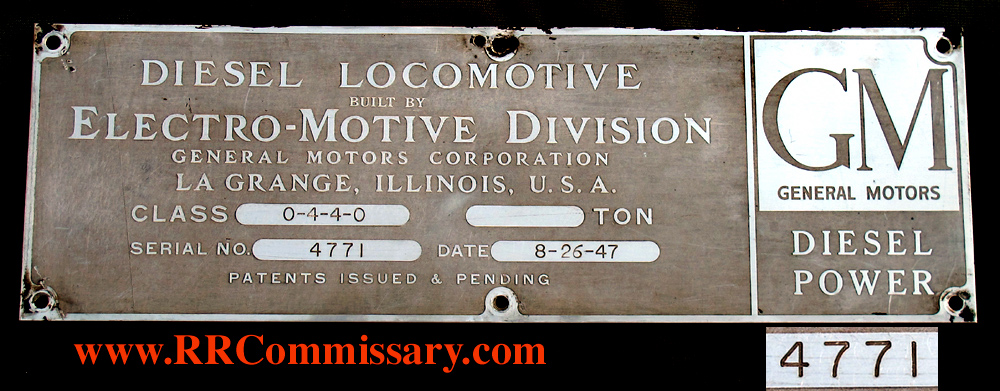 DIESEL LOCOMOTIVE
BUILT BY
ELECTRO-MOTIVE DIVISION
GENERAL MOTORS CORPORATION
LA GRANGE, ILLINOIS, U.S.A.
CLASS 0-4-4-0 TON
SERIAL NO. 4771 DATE 8-26-47
PATENTS ISSUED & PENDING
GM
GENERAL MOTORS
DIESEL
POWER
www.RRCommissary.com
4771